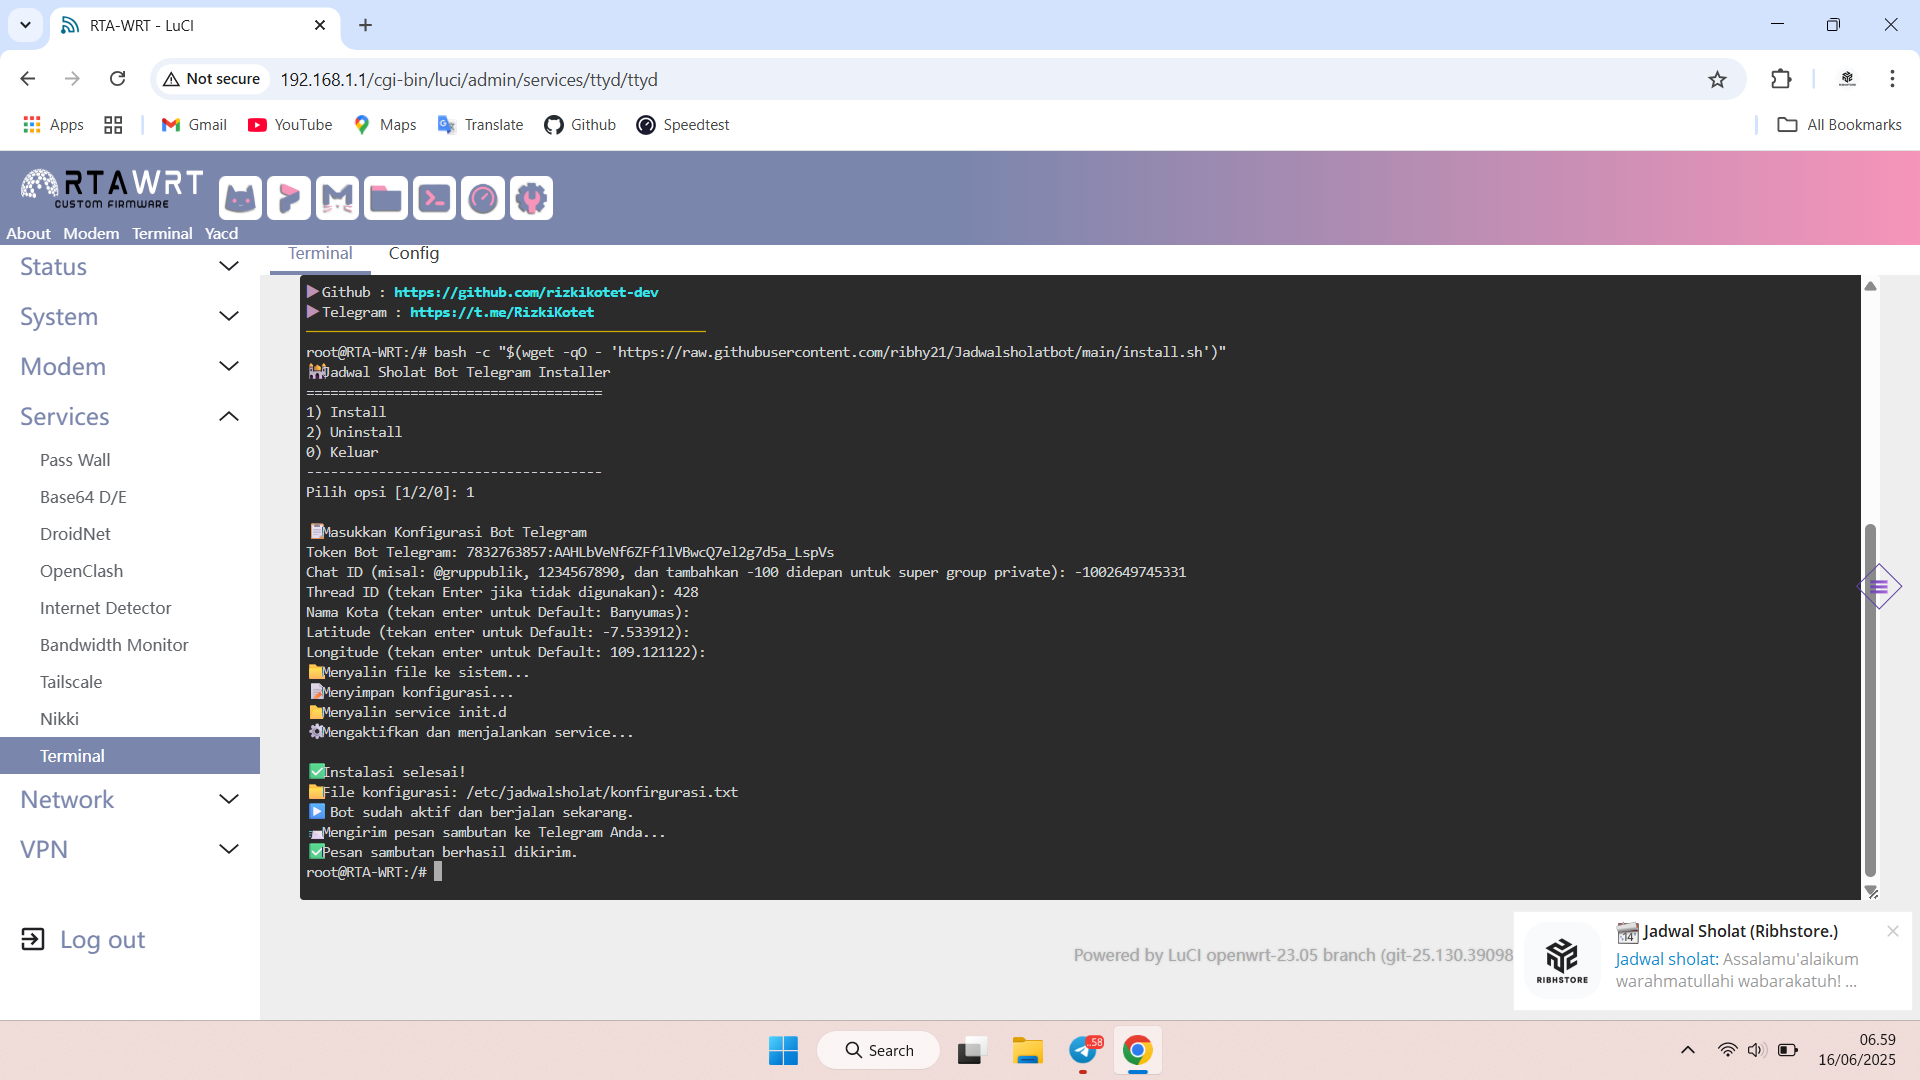 RTA-WRT - LuCI
Not secure
192.168.1.1/cgi-bin/luci/admin/services/ttyd/ttyd
Apps
Gmail
YouTube
Maps
Translate
Github
Speedtest
All Bookmarks
RTAWRT
CUSTOM FIRMWARE
About Modem Terminal Yacd
Status
System
Modem
Services
Pass Wall
Base64 D/E
DroidNet
OpenClash
Internet Detector
Bandwidth Monitor
Tailscale
Nikki
Terminal
Network
VPN
Log out
Terminal Config
Github : https://github.com/rizkikotet-dev
Telegram : https://t.me/RizkiKotet
root@RTA-WRT:/# bash -c "$(wget -qO - 'https://raw.githubusercontent.com/ribhy21/Jadwalsholatbot/main/install.sh')"
Jadwal Sholat Bot Telegram Installer
=====================================
1) Install
2) Uninstall
0) Keluar
-------------------------------------
Pilih opsi [1/2/0]: 1
Masukkan Konfigurasi Bot Telegram
Token Bot Telegram: 7832763857:AAHLbVeNf6ZFf1lVBwcQ7el2g7d5a_LspVs
Chat ID (misal: @gruppublik, 1234567890, dan tambahkan -100 didepan untuk super group private): -1002649745331
Thread ID (tekan Enter jika tidak digunakan): 428
Nama Kota (tekan enter untuk Default: Banyumas):
Latitude (tekan enter untuk Default: -7.533912):
Longitude (tekan enter untuk Default: 109.121122):
Menyalin file ke sistem...
Menyimpan konfigurasi...
Menyalin service init.d
Mengaktifkan dan menjalankan service...
Instalasi selesai!
File konfigurasi: /etc/jadwalsholat/konfirgurasi.txt
Bot sudah aktif dan berjalan sekarang.
Mengirim pesan sambutan ke Telegram Anda...
Pesan sambutan berhasil dikirim.
root@RTA-WRT:/#
Powered by LuCI openwrt-23.05 branch (git-25.130.39098
RIBHSTORE
Jadwal Sholat (Ribhstore.)
Jadwal sholat: Assalamu'alaikum
warahmatullahi wabarakatuh! ...
Search
..58
06.59
16/06/2025